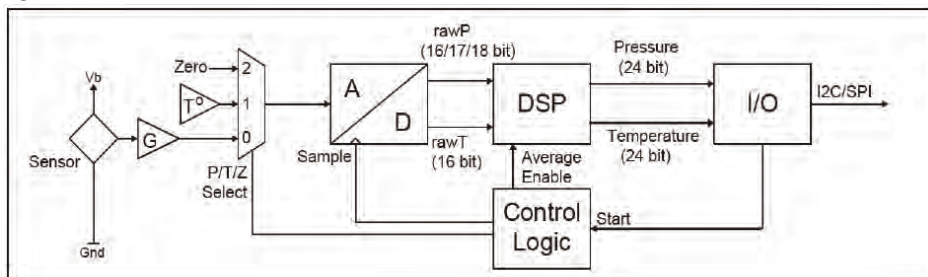 rawP
(16/17/18 bit)
Pressure
(24 bit)
Zero
2
Vb
A
D
DSP
I/O
I2C/SPI
T°
1
0
G
Sensor
Sample
rawT
(16 bit)
Temperature
(24 bit)
P/T/Z
Select
Average
Enable
Control
Logic
Start
Gnd